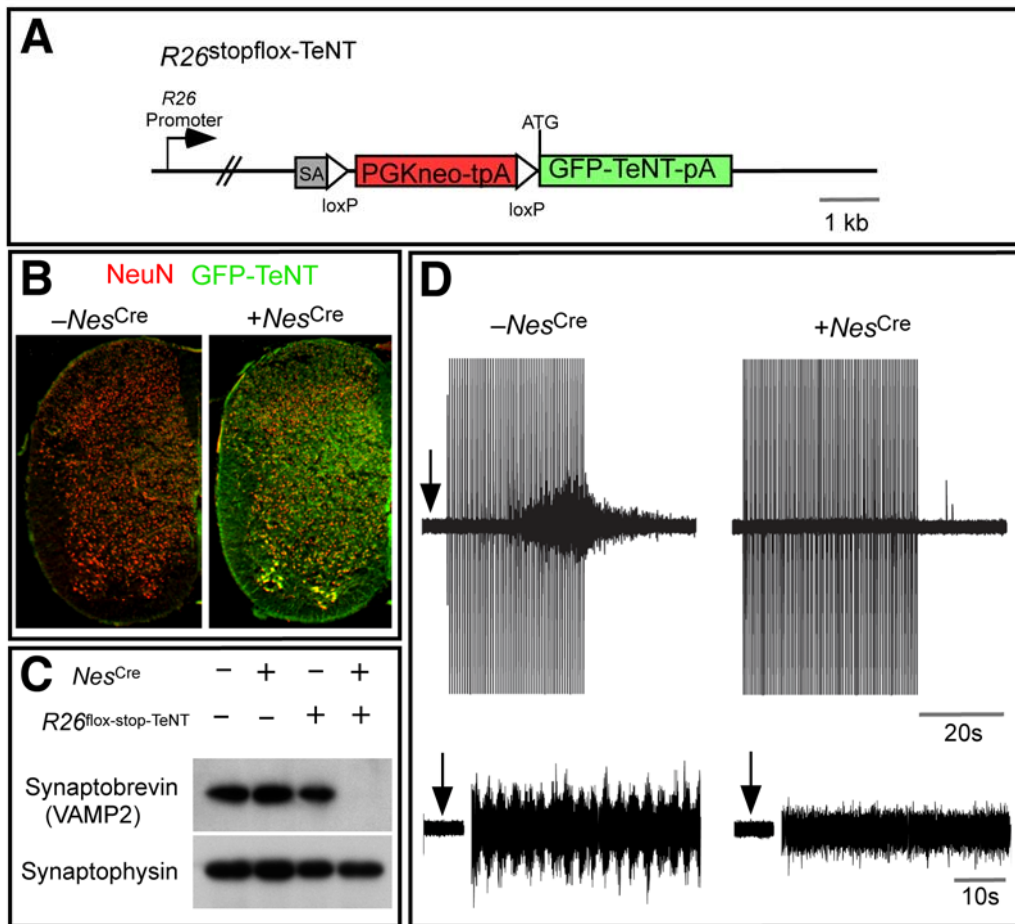 A
R26stopflox-TeNT
R26
Promoter
ATG
SA
PGKneo-tpA
GFP-TeNT-pA
loxP
loxP
1 kb
B
NeuN GFP-TeNT
–NesCre
+NesCre
C
NesCre – + – +
R26flox-stop-TeNT – – + +
Synaptobrevin
(VAMP2)
Synaptophysin
D
–NesCre
+NesCre
20s
10s